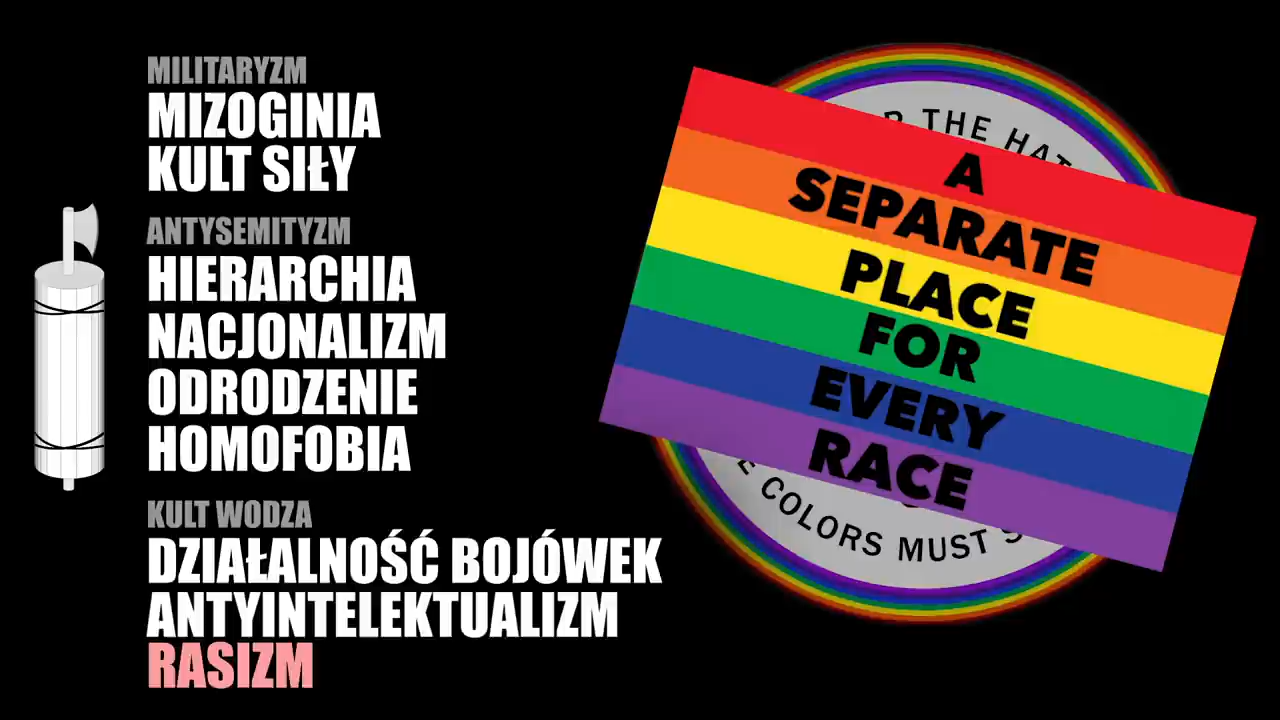 MILITARYZM
MIZOGINIA
KULT SIŁY
ANTYSEMITYZM
HIERARCHIA
NACJONALIZM
ODRODZENIE
HOMOFOBIA
KULT WODZA
DZIAŁALNOŚĆ BOJÓWEK
ANTYINTELEKTUALIZM
RASIZM
THE
A
SEPARATE
PLACE
FOR
EVERY
RACE
COLORS MUST